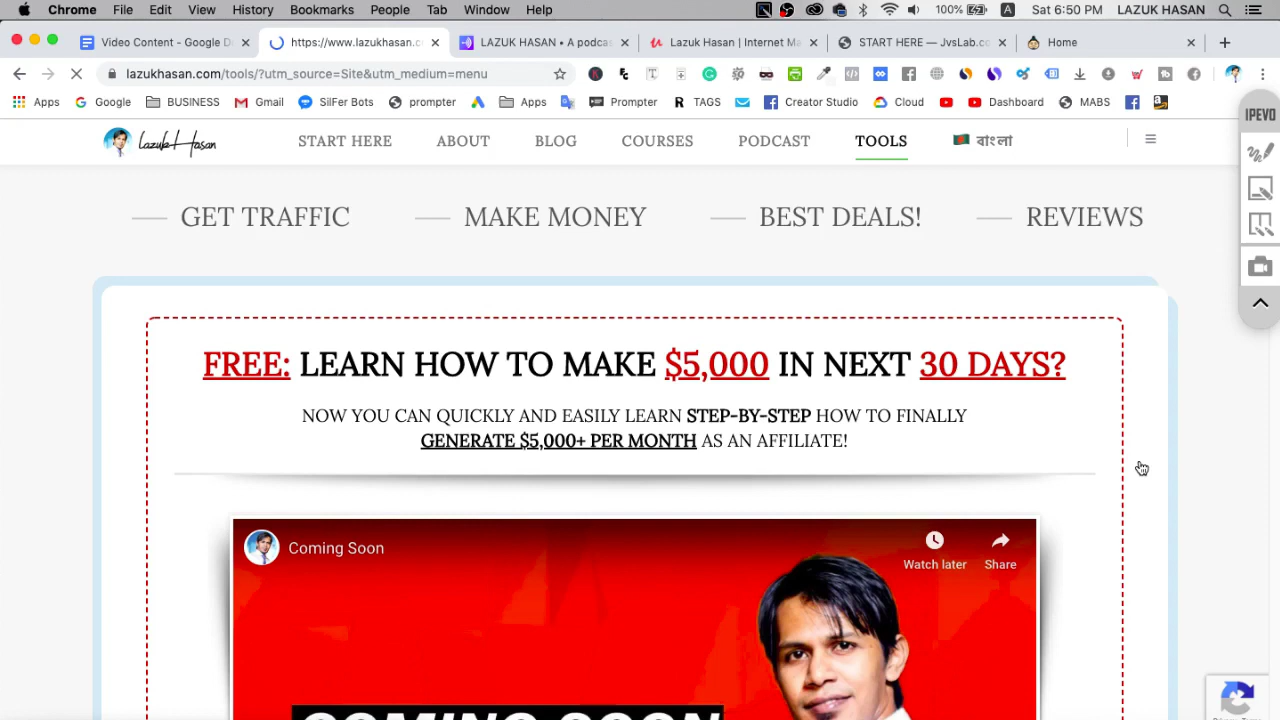 Chrome File Edit View History Bookmarks People Tab Window Help 100% A Sat 6:50 PM LAZUK HASAN
Video Content - Google D https://www.lazukhasan.c LAZUK HASAN • A podcas Lazuk Hasan | Internet Ma START HERE — JvsLab.co Home
lazukhasan.com/tools/?utm_source=Site&utm_medium=menu
Apps Google BUSINESS Gmail SilFer Bots prompter Apps Prompter TAGS Creator Studio Cloud Dashboard MABS
IPEVO
Lazuk Hasan START HERE ABOUT BLOG COURSES PODCAST TOOLS বাংলা
GET TRAFFIC MAKE MONEY BEST DEALS! REVIEWS
FREE: LEARN HOW TO MAKE $5,000 IN NEXT 30 DAYS?
NOW YOU CAN QUICKLY AND EASILY LEARN STEP-BY-STEP HOW TO FINALLY
GENERATE $5,000+ PER MONTH AS AN AFFILIATE!
Coming Soon
Watch later Share
COMING SOON